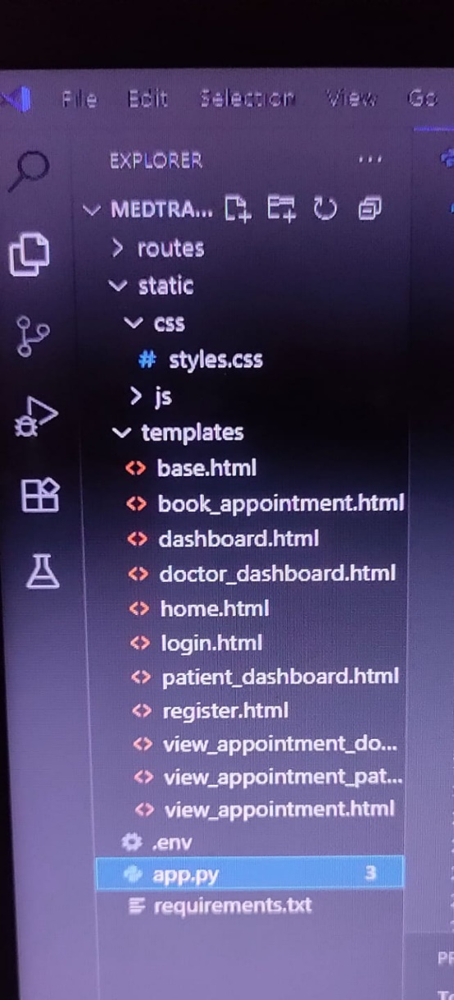 File Edit Selection View Go
EXPLORER ...
MEDTRA...
routes
static
css
# styles.css
js
templates
<> base.html
<> book_appointment.html
<> dashboard.html
<> doctor_dashboard.html
<> home.html
<> login.html
<> patient_dashboard.html
<> register.html
<> view_appointment_do...
<> view_appointment_pat...
<> view_appointment.html
.env
app.py 3
requirements.txt